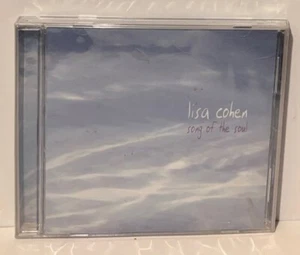 lisa cohen
song of the soul